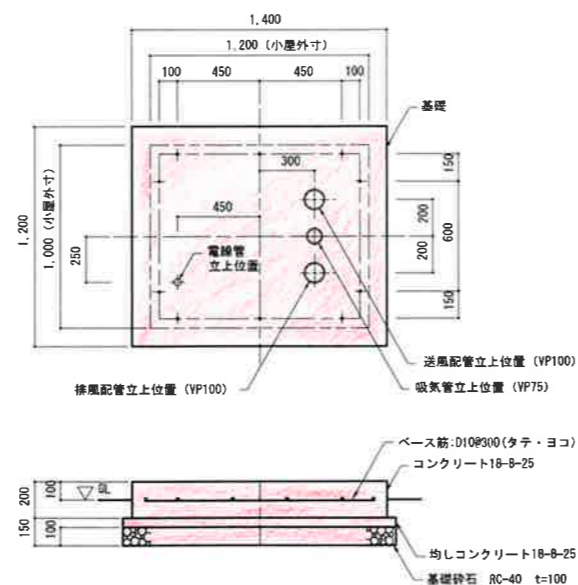 1,400
1,200 (小屋外寸)
100
450
450
100
基礎
300
150
1,200
1,000 (小屋外寸)
250
450
200
600
200
電線管
立上位置
150
送風配管立上位置 (VP100)
排風配管立上位置 (VP100)
吸気管立上位置 (VP75)
ベース筋:D10@300(タテ・ヨコ)
コンクリート18-8-25
200
100
GL
150
100
均しコンクリート18-8-25
基礎砕石 RC-40 t=100